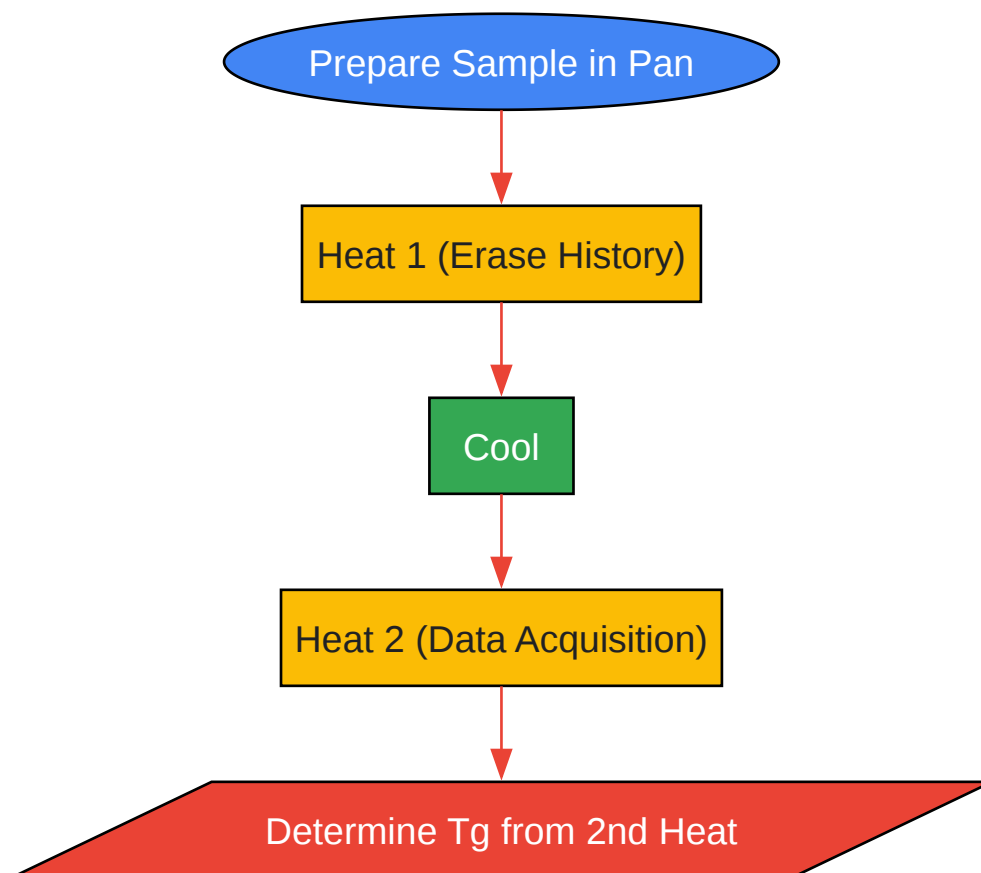 Prepare Sample in Pan
Heat 1 (Erase History)
Cool
Heat 2 (Data Acquisition)
Determine Tg from 2nd Heat